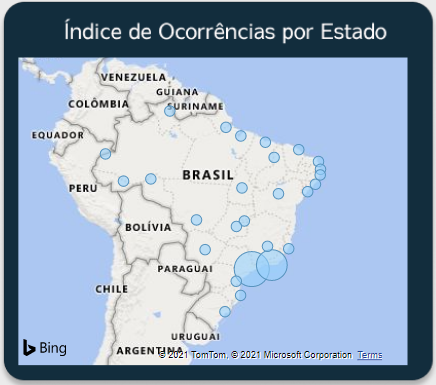 Índice de Ocorrências por Estado
VENEZUELA
GUIANA
COLÔMBIA
SURINAME
EQUADOR
BRASIL
PERU
BOLÍVIA
PARAGUAI
CHILE
URUGUAI
Bing
ARGENTINA
© 2021 TomTom, © 2021 Microsoft Corporation Terms